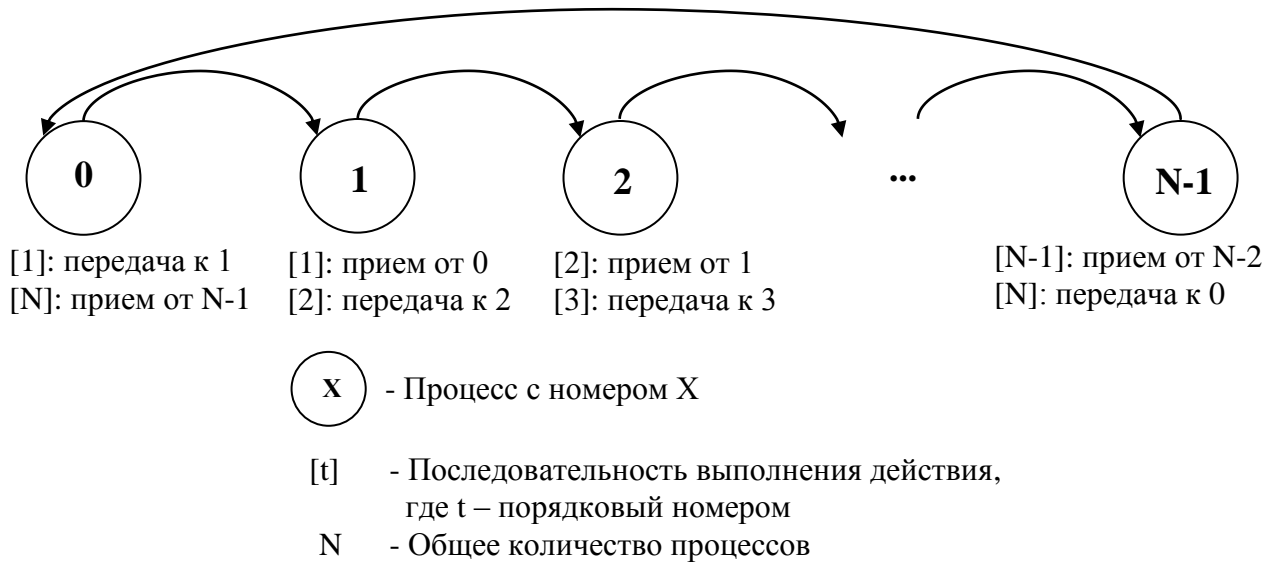 0 1 2 ... N-1
[1]: передача к 1 [1]: прием от 0 [2]: прием от 1 [N-1]: прием от N-2
[N]: прием от N-1 [2]: передача к 2 [3]: передача к 3 [N]: передача к 0
X - Процесс с номером X
[t] - Последовательность выполнения действия,
где t – порядковый номером
N - Общее количество процессов